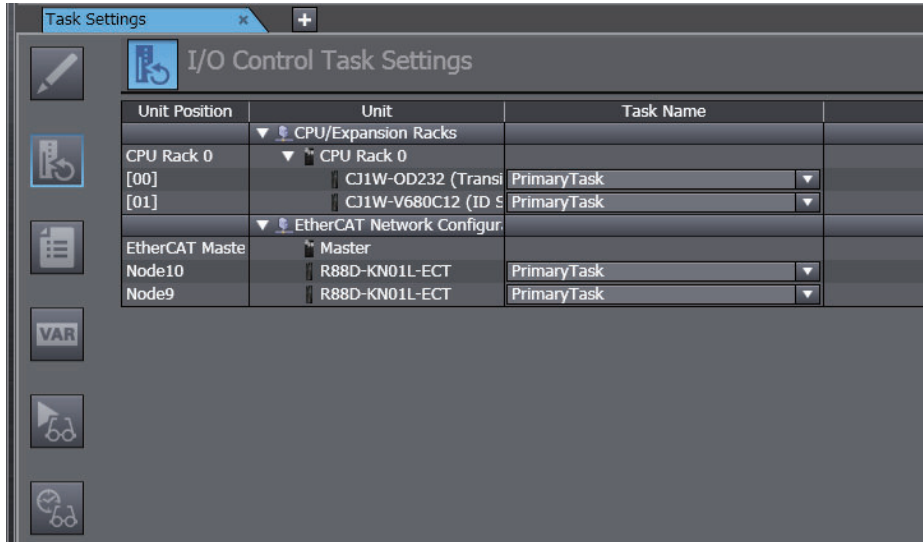 Task Settings × +
I/O Control Task Settings
Unit Position Unit Task Name
CPU/Expansion Racks
CPU Rack 0 CPU Rack 0
[00] CJ1W-OD232 (Transi PrimaryTask
[01] CJ1W-V680C12 (ID S PrimaryTask
EtherCAT Network Configur
EtherCAT Maste Master
Node10 R88D-KN01L-ECT PrimaryTask
Node9 R88D-KN01L-ECT PrimaryTask
VAR